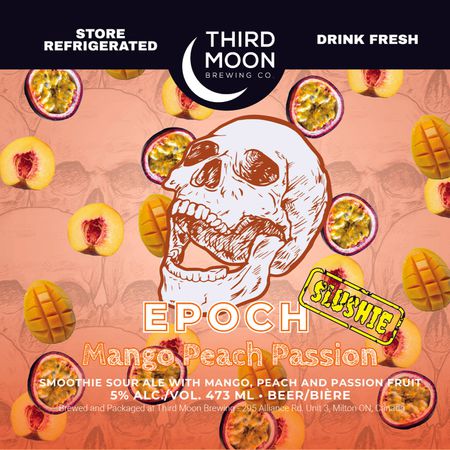 STORE
REFRIGERATED
THIRD
MOON
BREWING CO.
DRINK FRESH
EPOCH
SLUSHIE
Mango Peach Passion
SMOOTHIE SOUR ALE WITH MANGO, PEACH AND PASSION FRUIT
5% ALC./VOL. 473 ML • BEER/BIÈRE
Brewed and Packaged at Third Moon Brewing - 295 Alliance Rd. Unit 3, Milton ON, Canada